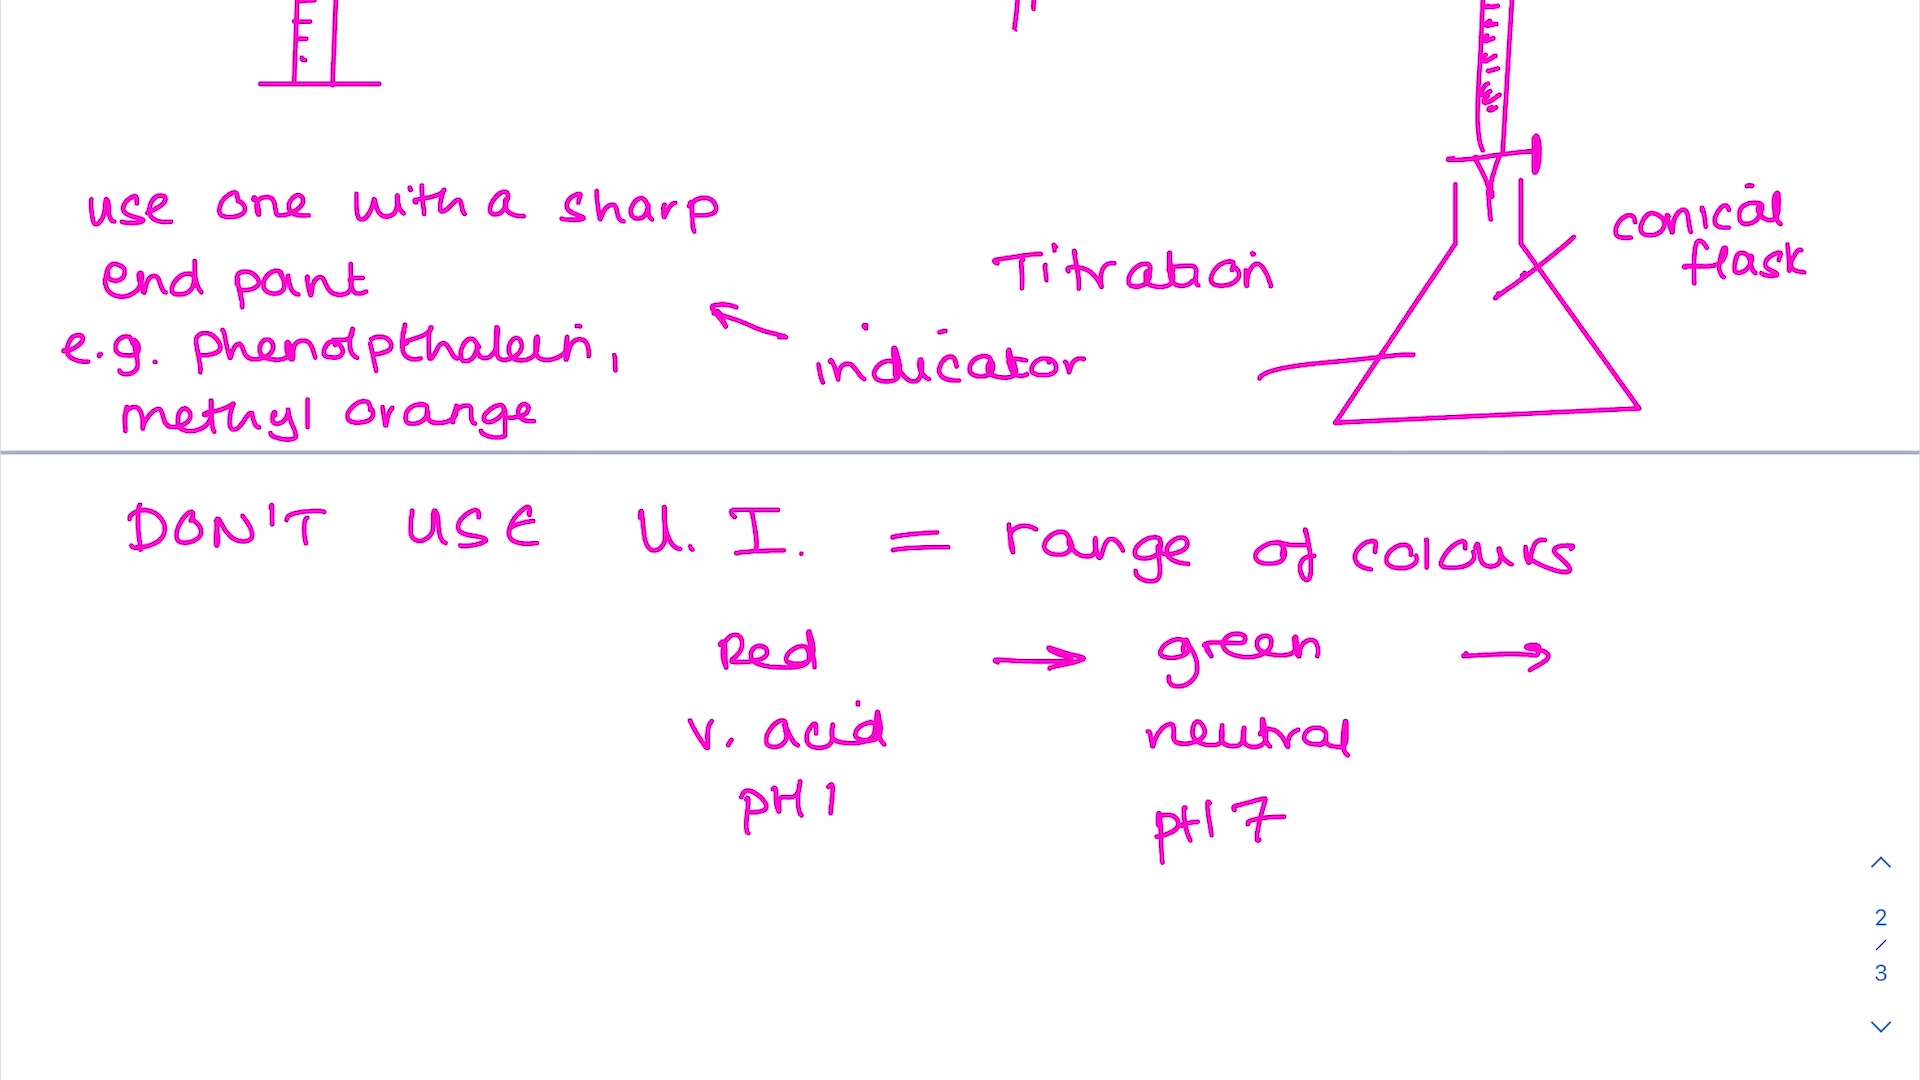 use one with a sharp
end point
e.g. phenolpthalein,
methyl orange
Titration
indicator
conical
flask
DON'T USE U.I. = range of colours
Red → green →
v. acid neutral
pH 1 pH 7
2
/
3